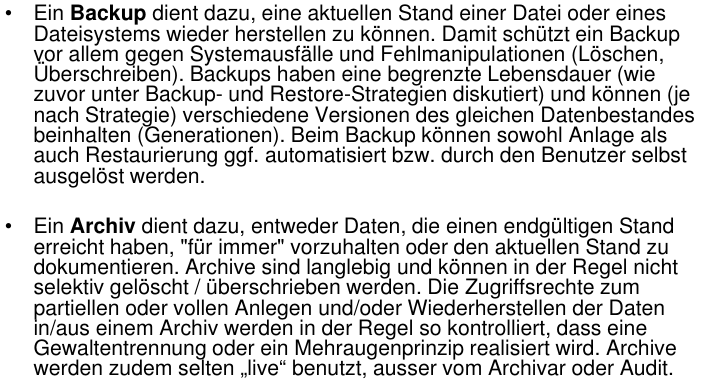 • Ein Backup dient dazu, eine aktuellen Stand einer Datei oder eines
Dateisystems wieder herstellen zu können. Damit schützt ein Backup
vor allem gegen Systemausfälle und Fehlmanipulationen (Löschen,
Überschreiben). Backups haben eine begrenzte Lebensdauer (wie
zuvor unter Backup- und Restore-Strategien diskutiert) und können (je
nach Strategie) verschiedene Versionen des gleichen Datenbestandes
beinhalten (Generationen). Beim Backup können sowohl Anlage als
auch Restaurierung ggf. automatisiert bzw. durch den Benutzer selbst
ausgelöst werden.
• Ein Archiv dient dazu, entweder Daten, die einen endgültigen Stand
erreicht haben, "für immer" vorzuhalten oder den aktuellen Stand zu
dokumentieren. Archive sind langlebig und können in der Regel nicht
selektiv gelöscht / überschrieben werden. Die Zugriffsrechte zum
partiellen oder vollen Anlegen und/oder Wiederherstellen der Daten
in/aus einem Archiv werden in der Regel so kontrolliert, dass eine
Gewaltentrennung oder ein Mehraugenprinzip realisiert wird. Archive
werden zudem selten „live“ benutzt, ausser vom Archivar oder Audit.